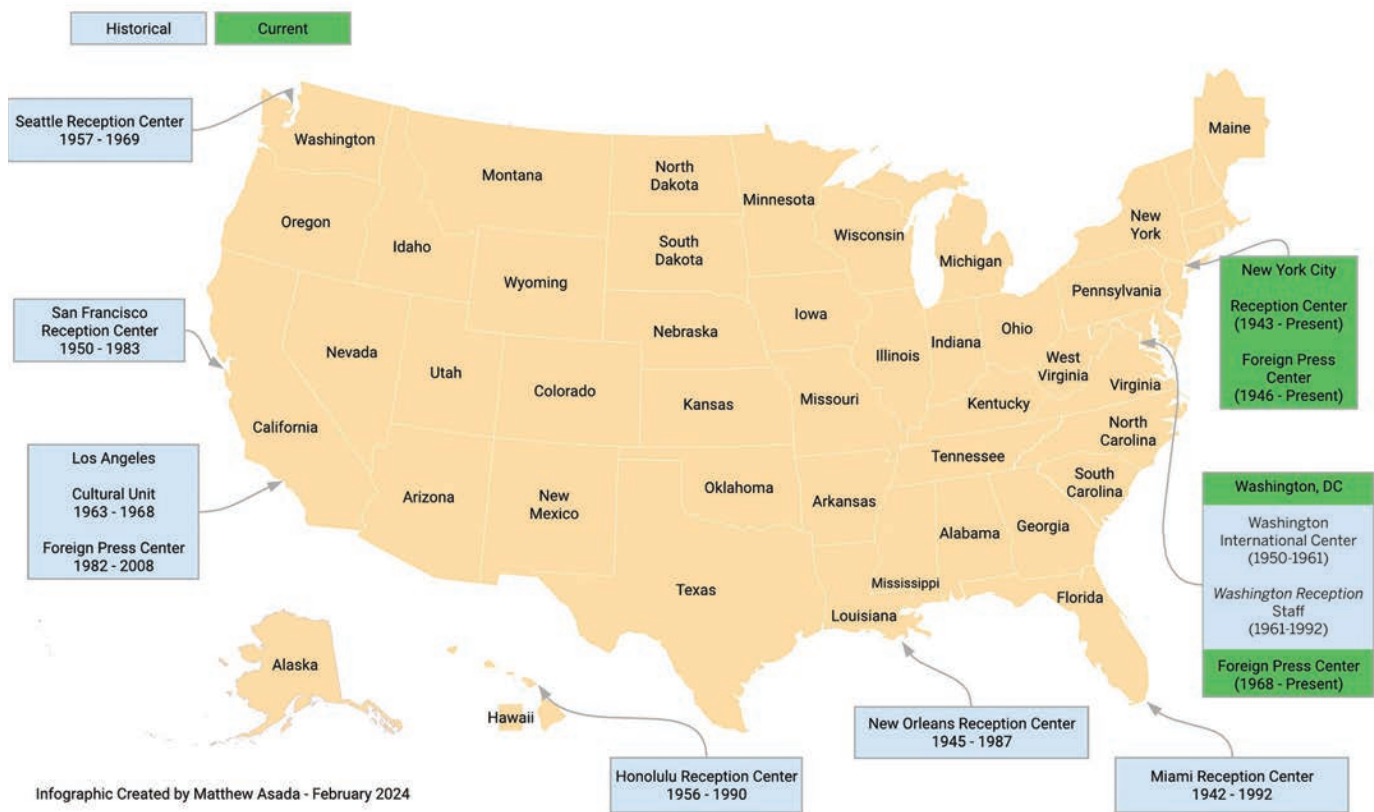 Historical
Current
Seattle Reception Center
1957 - 1969
Washington
Montana
North
Dakota
Minnesota
Maine
Oregon
Idaho
Wyoming
South
Dakota
Wisconsin
Michigan
New
York
San Francisco
Reception Center
1950 - 1983
Nevada
Utah
Colorado
Nebraska
Iowa
Illinois
Indiana
Ohio
Pennsylvania
New York City
Reception Center
(1943 - Present)
Foreign Press
Center
(1946 - Present)
California
Kansas
Missouri
West
Virginia
Virginia
Kentucky
North
Carolina
Tennessee
South
Carolina
Los Angeles
Cultural Unit
1963 - 1968
Foreign Press Center
1982 - 2008
Arizona
New
Mexico
Oklahoma
Arkansas
Alabama
Georgia
Washington, DC
Washington
International Center
(1950-1961)
Washington Reception
Staff
(1961-1992)
Foreign Press Center
(1968 - Present)
Texas
Mississippi
Louisiana
Florida
Alaska
Hawaii
Honolulu Reception Center
1956 - 1990
New Orleans Reception Center
1945 - 1987
Miami Reception Center
1942 - 1992
Infographic Created by Matthew Asada - February 2024